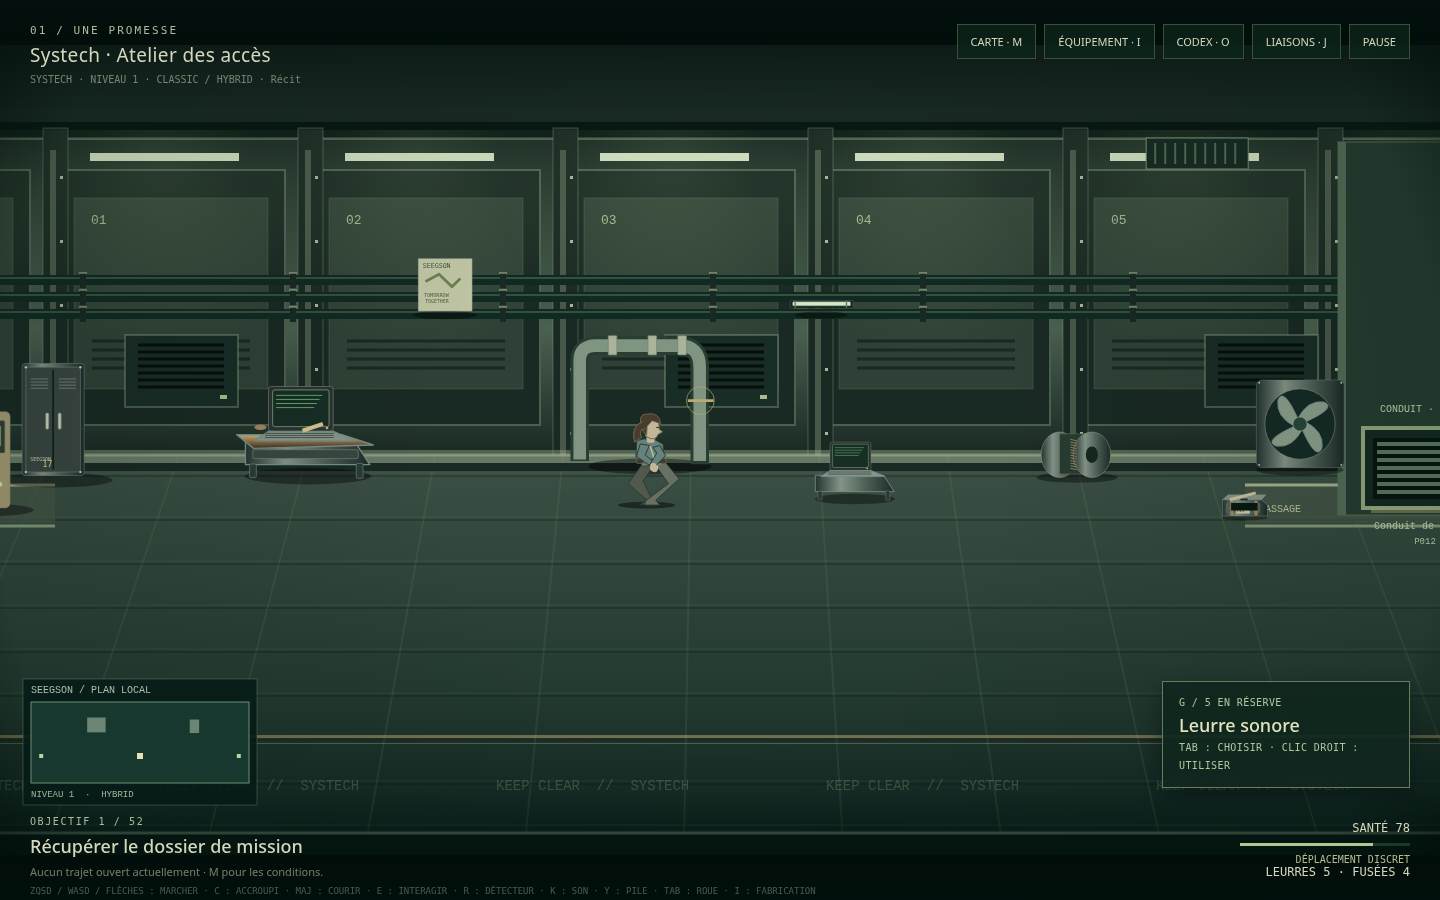 01 / UNE PROMESSE
Systech · Atelier des accès
SYSTECH · NIVEAU 1 · CLASSIC / HYBRID · Récit
CARTE · M
ÉQUIPEMENT · I
CODEX · O
LIAISONS · J
PAUSE
01
02
03
04
05
SEEGSON
TOMORROW
TOGETHER
SEEGSON
17
CONDUIT ·
ASSAGE
Conduit de
P012
SEEGSON / PLAN LOCAL
NIVEAU 1 · HYBRID
// SYSTECH
KEEP CLEAR // SYSTECH
KEEP CLEAR // SYSTECH
G / 5 EN RÉSERVE
Leurre sonore
TAB : CHOISIR · CLIC DROIT :
UTILISER
OBJECTIF 1 / 52
Récupérer le dossier de mission
Aucun trajet ouvert actuellement · M pour les conditions.
ZQSD / WASD / FLÈCHES : MARCHER · C : ACCROUPI · MAJ : COURIR · E : INTERAGIR · R : DÉTECTEUR · K : SON · Y : PILE · TAB : ROUE · I : FABRICATION
SANTÉ 78
DÉPLACEMENT DISCRET
LEURRES 5 · FUSÉES 4